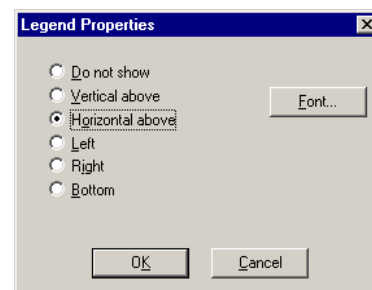 Legend Properties
Do not show
Vertical above
Font...
Horizontal above
Left
Right
Bottom
OK
Cancel